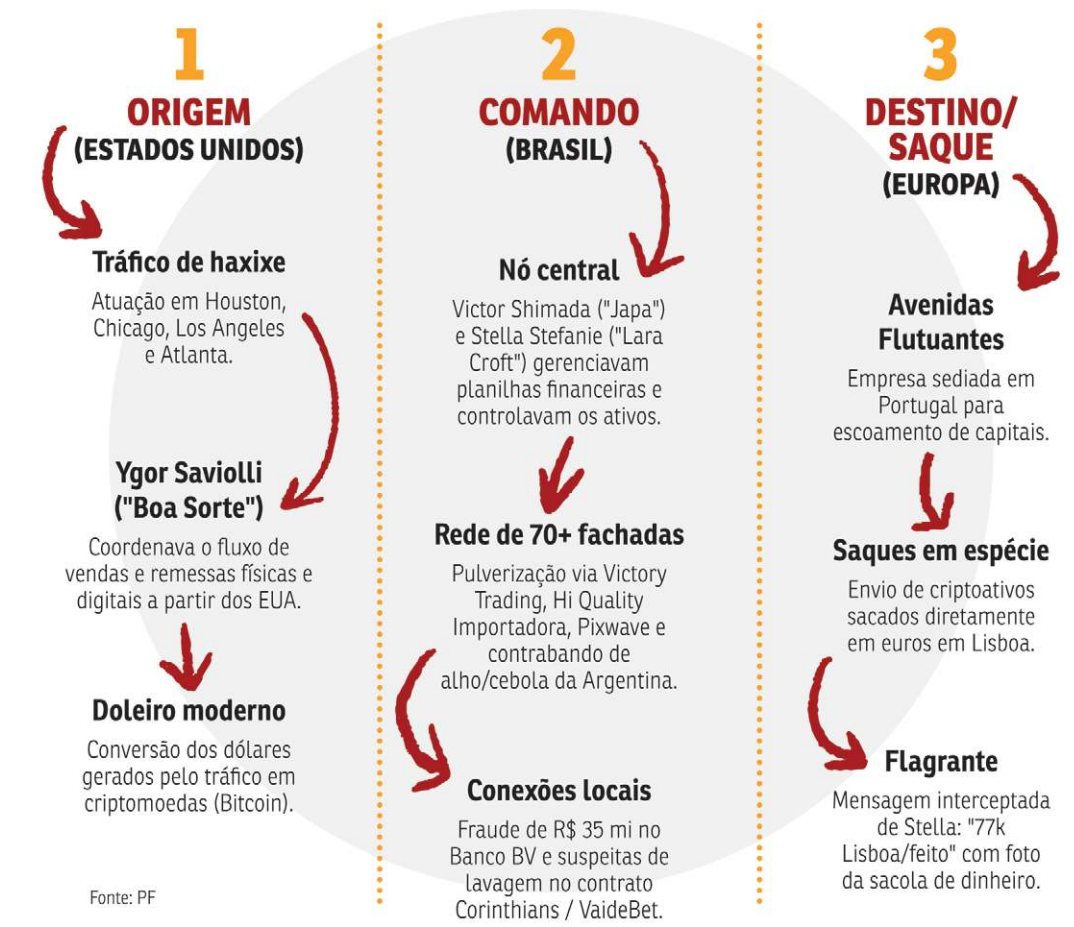 1
ORIGEM
(ESTADOS UNIDOS)
Tráfico de haxixe
Atuação em Houston,
Chicago, Los Angeles
e Atlanta.
Ygor Saviolli
("Boa Sorte")
Coordenava o fluxo de
vendas e remessas físicas e
digitais a partir dos EUA.
Doleiro moderno
Conversão dos dólares
gerados pelo tráfico em
criptomoedas (Bitcoin).
Fonte: PF
2
COMANDO
(BRASIL)
Nó central
Victor Shimada ("Japa")
e Stella Stefanie ("Lara
Croft") gerenciavam
planilhas financeiras e
controlavam os ativos.
Rede de 70+ fachadas
Pulverização via Victory
Trading, Hi Quality
Importadora, Pixwave e
contrabando de
alho/cebola da Argentina.
Conexões locais
Fraude de R$ 35 mi no
Banco BV e suspeitas de
lavagem no contrato
Corinthians / VaideBet.
3
DESTINO/
SAQUE
(EUROPA)
Avenidas
Flutuantes
Empresa sediada em
Portugal para
escoamento de capitais.
Saques em espécie
Envio de criptoativos
sacados diretamente
em euros em Lisboa.
Flagrante
Mensagem interceptada
de Stella: "77k
Lisboa/feito" com foto
da sacola de dinheiro.